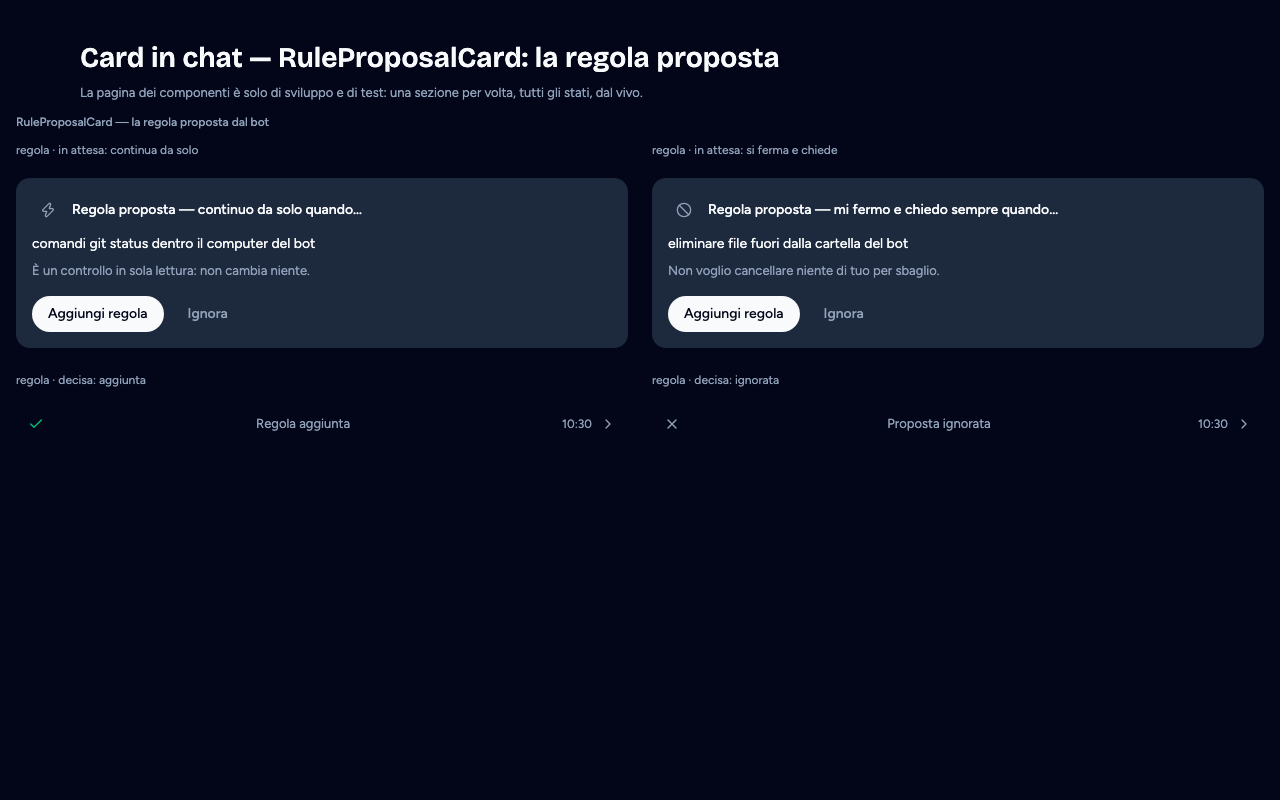 Card in chat — RuleProposalCard: la regola proposta
La pagina dei componenti è solo di sviluppo e di test: una sezione per volta, tutti gli stati, dal vivo.
RuleProposalCard — la regola proposta dal bot
regola · in attesa: continua da solo
regola · in attesa: si ferma e chiede
Regola proposta — continuo da solo quando...
comandi git status dentro il computer del bot
È un controllo in sola lettura: non cambia niente.
Aggiungi regola
Ignora
Regola proposta — mi fermo e chiedo sempre quando...
eliminare file fuori dalla cartella del bot
Non voglio cancellare niente di tuo per sbaglio.
Aggiungi regola
Ignora
regola · decisa: aggiunta
regola · decisa: ignorata
Regola aggiunta
10:30
Proposta ignorata
10:30